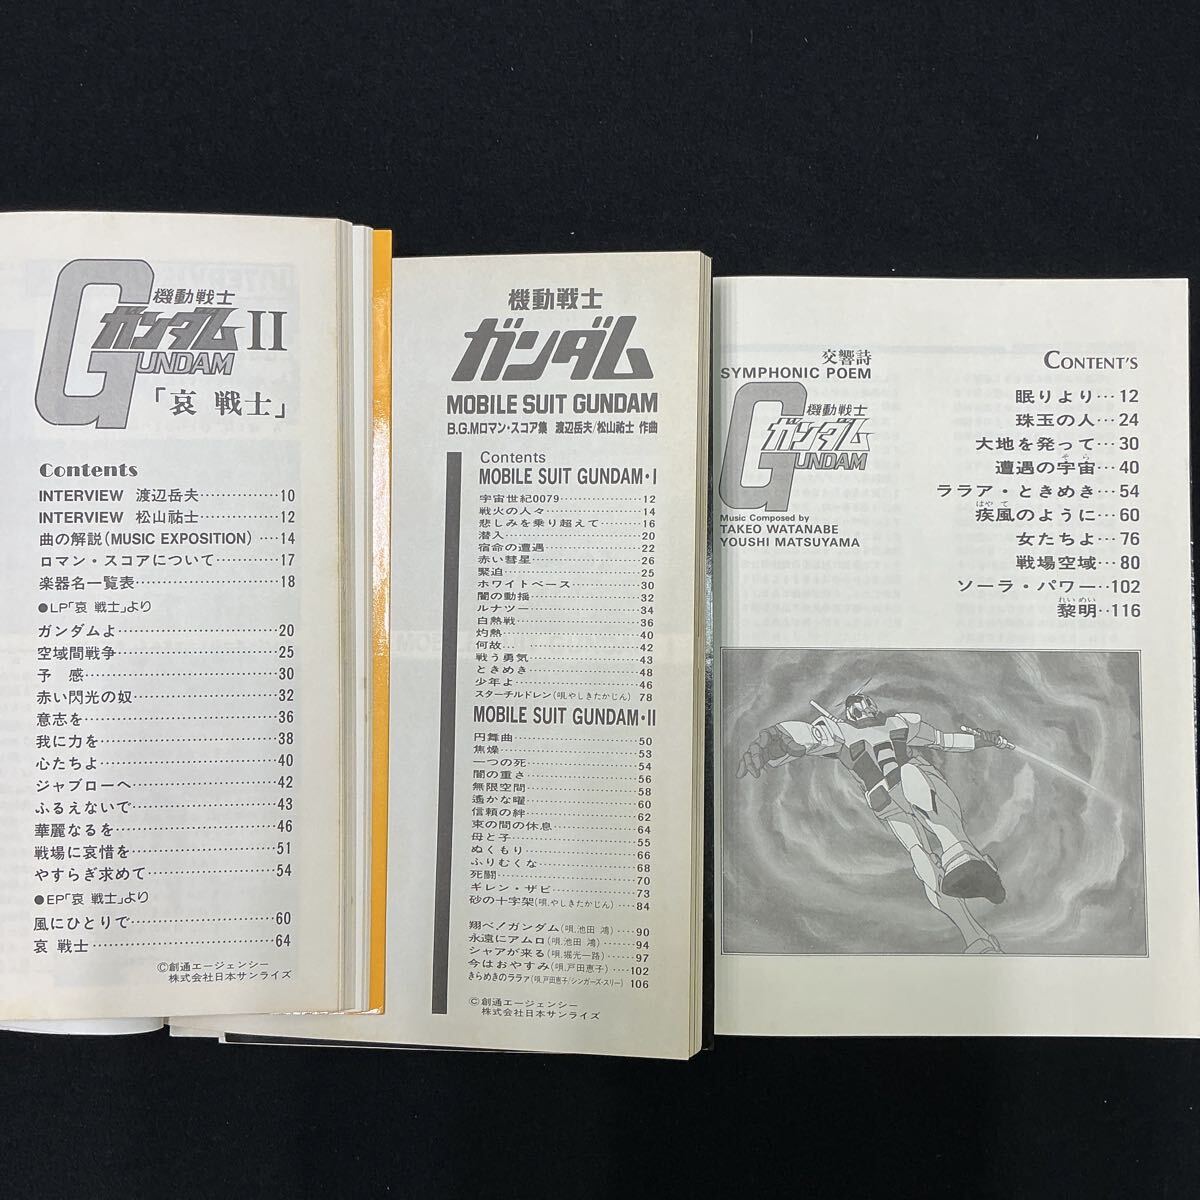 機動戦士
ガンダムII
GUNDAM
「哀 戦士」
Contents
INTERVIEW 渡辺岳夫……………10
INTERVIEW 松山祐士……………12
曲の解説(MUSIC EXPOSITION)…14
ロマン・スコアについて……………17
楽器名一覧表……………18
●LP「哀 戦士」より
ガンダムよ……………20
空域間戦争……………25
予 感……………30
赤い閃光の奴……………32
意志を……………36
我に力を……………38
心たちよ……………40
ジャブローへ……………42
ふるえないで……………43
華麗なるを……………46
戦場に哀惜を……………51
やすらぎ求めて……………54
●EP「哀 戦士」より
風にひとりで……………60
哀 戦士……………64
©創通エージェンシー
株式会社日本サンライズ
機動戦士
ガンダム
MOBILE SUIT GUNDAM
B.G.Mロマン・スコア集 渡辺岳夫/松山祐士 作曲
Contents
MOBILE SUIT GUNDAM・I
宇宙世紀0079……………12
戦火の人々……………14
悲しみを乗り超えて……………16
潜入……………20
宿命の遭遇……………22
赤い彗星……………26
緊迫……………25
ホワイトベース……………30
闇の動揺……………32
ルナツー……………34
白熱戦……………36
灼熱……………40
何故……………42
戦う勇気……………43
ときめき……………48
少年よ……………46
スターチルドレン(唄.やしきたかじん) 78
MOBILE SUIT GUNDAM・II
円舞曲……………50
焦燥……………53
一つの死……………54
闇の重さ……………56
無限空間……………58
遙かな曜……………60
信頼の絆……………62
束の間の休息……………64
母と子……………55
ぬくもり……………66
ふりむくな……………68
死闘……………70
ギレン・ザビ……………73
砂の十字架(唄,やしきたかじん)…84
翔べ!ガンダム(唄.池田 鴻)……90
永遠にアムロ(唄.池田 鴻)……94
シャアが来る(唄.堀光一路)……97
今はおやすみ(唄.戸田恵子)…102
きらめきのララァ(唄.戸田恵子/シンガーズ・スリー) 106
©創通エージェンシー
株式会社日本サンライズ
交響詩
SYMPHONIC POEM
機動戦士
ガンダム
GUNDAM
Music Composed by
TAKEO WATANABE
YOUSHI MATSUYAMA
CONTENT'S
眠りより…12
珠玉の人…24
大地を発って…30
遭遇の宇宙…40
そら
ララア・ときめき…54
疾風のように…60
はやて
女たちよ…76
戦場空域…80
ソーラ・パワー…102
黎明…116
れいめい